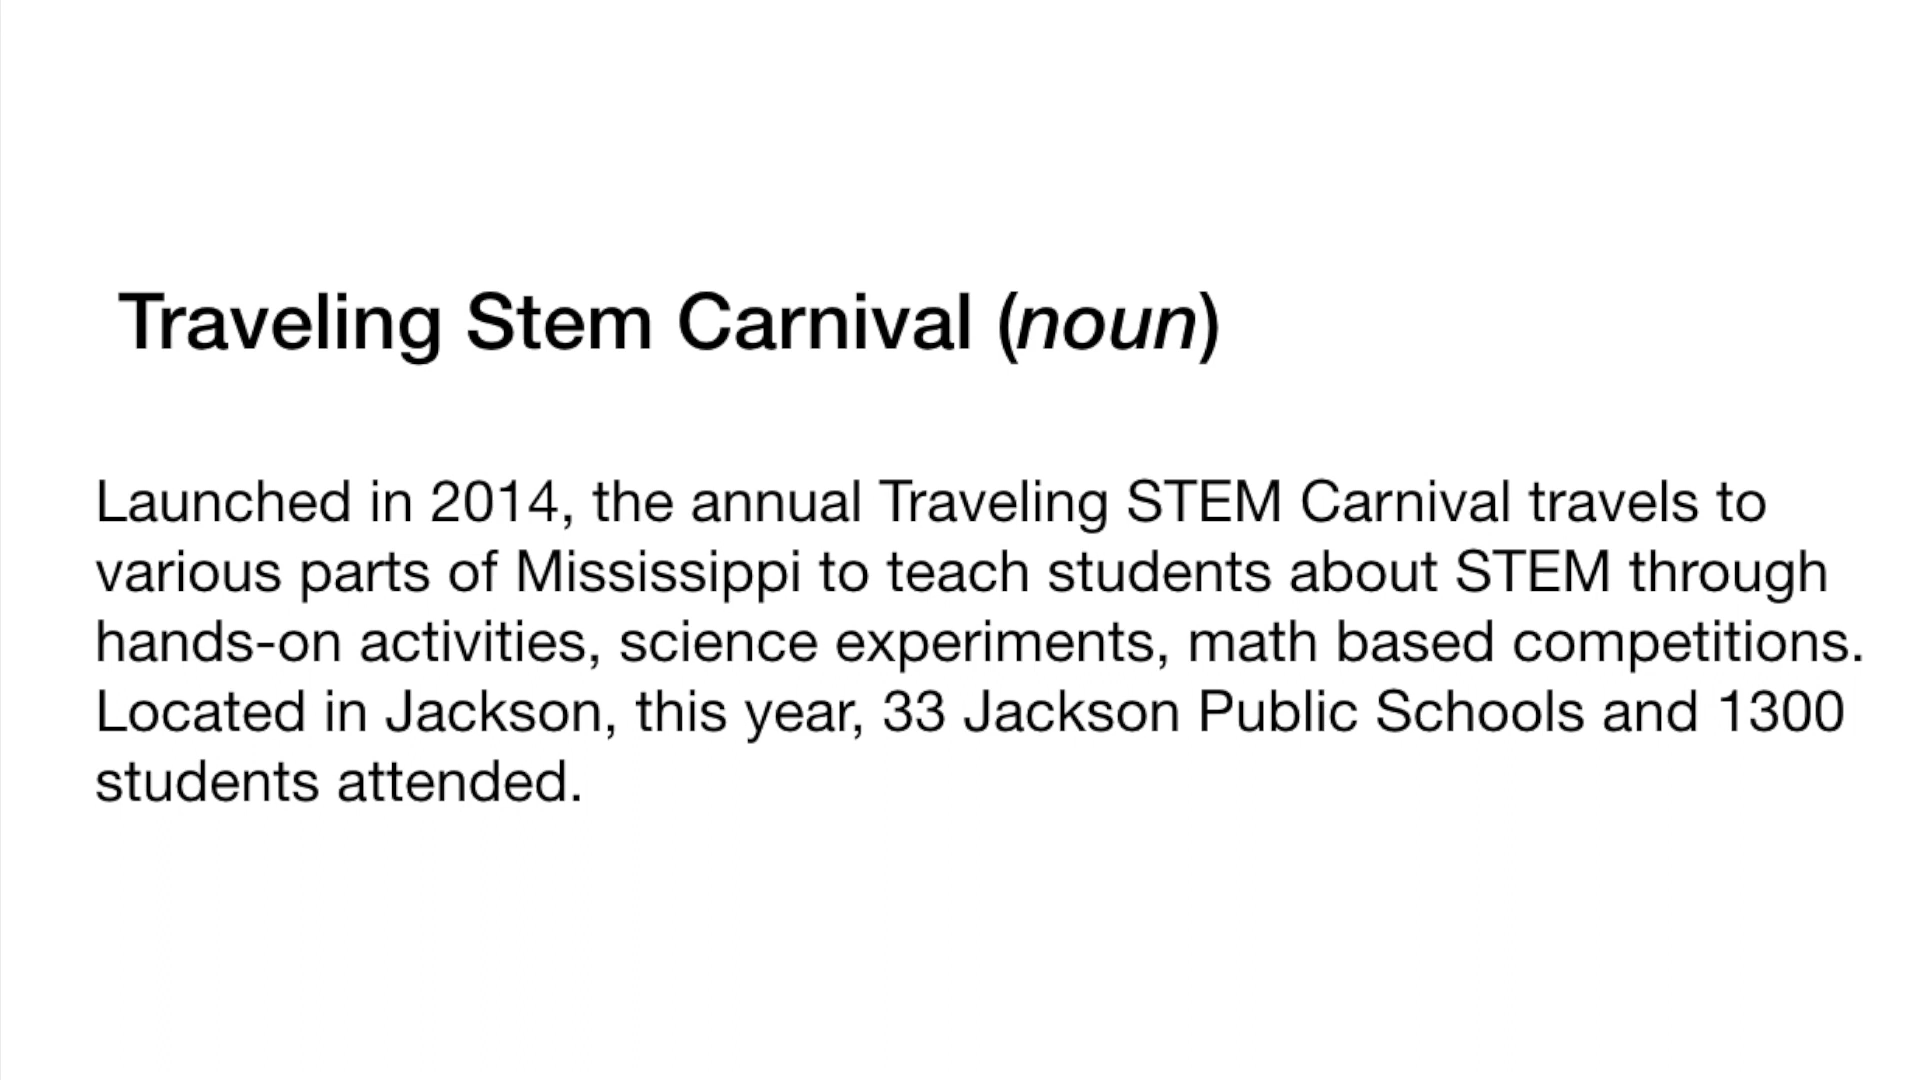 Traveling Stem Carnival (noun)
Launched in 2014, the annual Traveling STEM Carnival travels to
various parts of Mississippi to teach students about STEM through
hands-on activities, science experiments, math based competitions.
Located in Jackson, this year, 33 Jackson Public Schools and 1300
students attended.